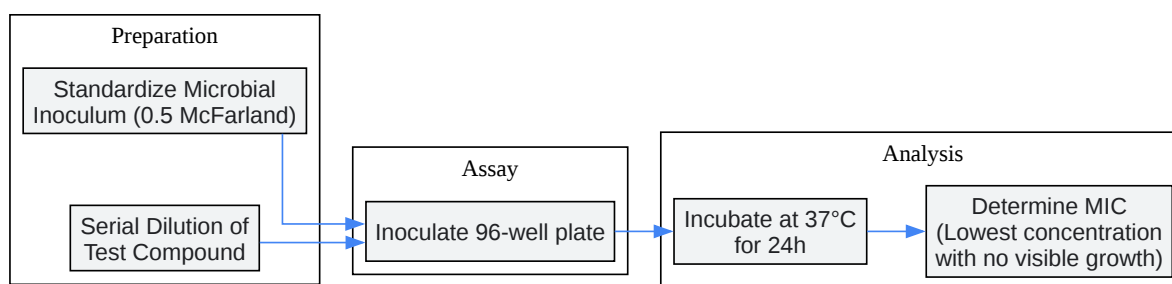 Preparation
Standardize Microbial
Inoculum (0.5 McFarland)
Serial Dilution of
Test Compound
Assay
Inoculate 96-well plate
Analysis
Incubate at 37°C
for 24h
Determine MIC
(Lowest concentration
with no visible growth)